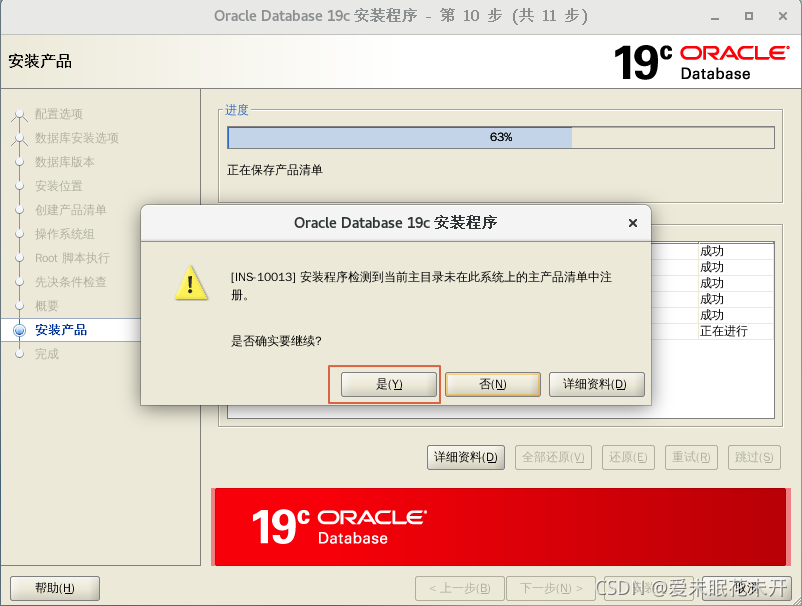 Oracle Database 19c 安装程序 - 第 10 步 (共 11 步)
安装产品
19c ORACLE
Database
配置选项
数据库安装选项
数据库版本
安装位置
创建产品清单
操作系统组
Root 脚本执行
先决条件检查
概要
安装产品
完成
进度
63%
正在保存产品清单
成功
成功
成功
成功
成功
正在进行
Oracle Database 19c 安装程序
[INS-10013] 安装程序检测到当前主目录未在此系统上的主产品清单中注
册。
是否确实要继续?
是(Y) 否(N) 详细资料(D)
详细资料(D) 全部还原(V) 还原(E) 重试(R) 跳过(S)
19c ORACLE
Database
帮助(H) < 上一步(B) 下一步(N) > 取消
CSDN @爱未眠花未开